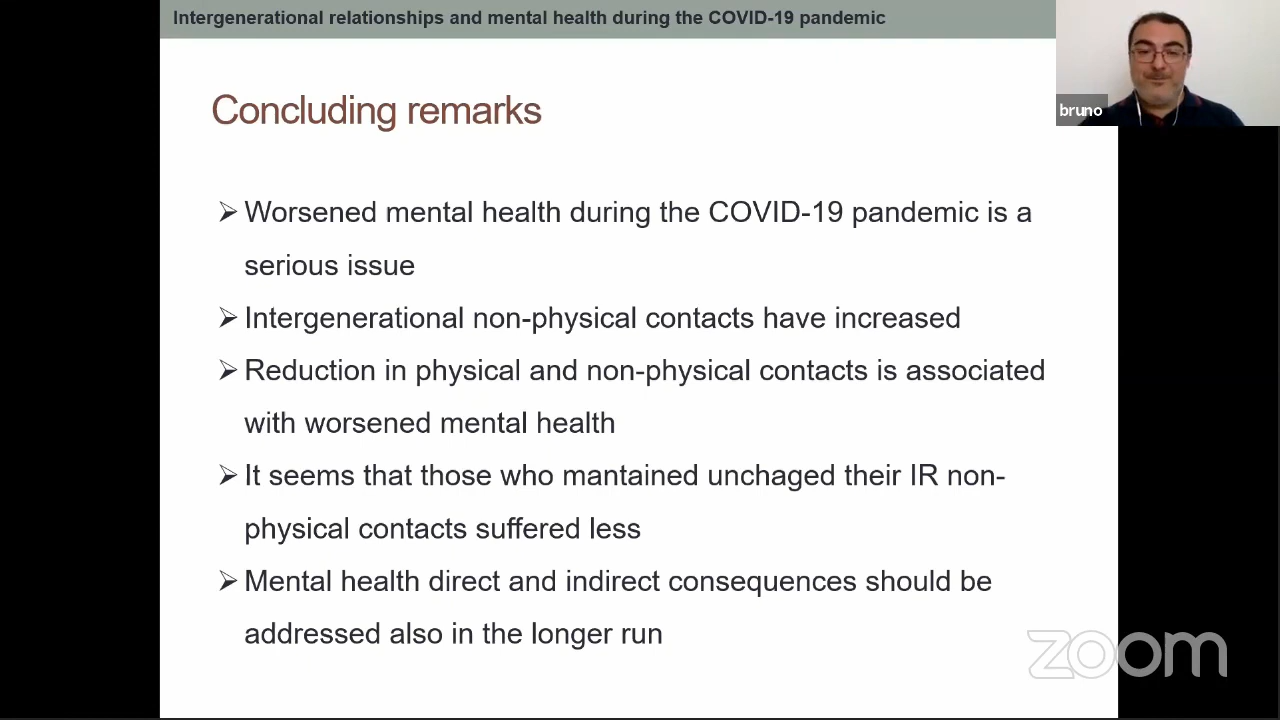 Intergenerational relationships and mental health during the COVID-19 pandemic
bruno
Concluding remarks
➢ Worsened mental health during the COVID-19 pandemic is a
serious issue
➢ Intergenerational non-physical contacts have increased
➢ Reduction in physical and non-physical contacts is associated
with worsened mental health
➢ It seems that those who mantained unchaged their IR non-
physical contacts suffered less
➢ Mental health direct and indirect consequences should be
addressed also in the longer run
zoom